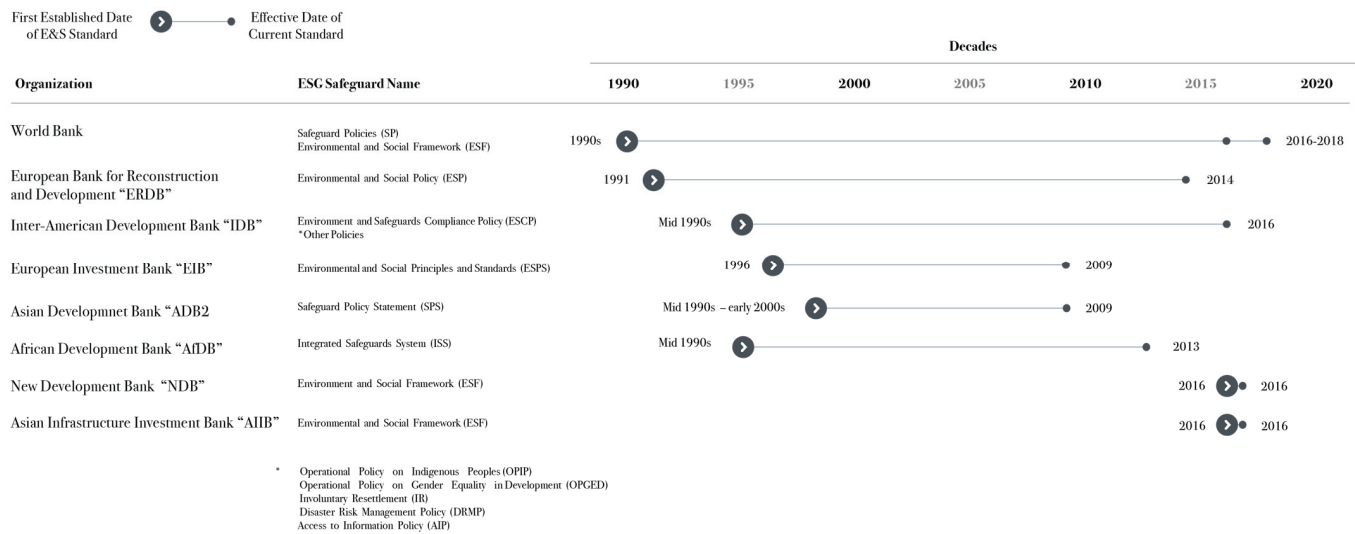 First Established Date
of E&S Standard
Effective Date of
Current Standard
Decades
Organization ESG Safeguard Name 1990 1995 2000 2005 2010 2015 2020
World Bank
Safeguard Policies (SP)
Environmental and Social Framework (ESF)
1990s 2016-2018
European Bank for Reconstruction
and Development “ERDB”
Environmental and Social Policy (ESP)
1991 2014
Inter-American Development Bank “IDB”
Environment and Safeguards Compliance Policy (ESCP)
*Other Policies
Mid 1990s 2016
European Investment Bank “EIB”
Environmental and Social Principles and Standards (ESPS)
1996 2009
Asian Developmnet Bank “ADB2
Safeguard Policy Statement (SPS)
Mid 1990s – early 2000s 2009
African Development Bank “AfDB”
Integrated Safeguards System (ISS)
Mid 1990s 2013
New Development Bank “NDB”
Environment and Social Framework (ESF)
2016 2016
Asian Infrastructure Investment Bank “AIIB”
Environmental and Social Framework (ESF)
2016 2016
* Operational Policy on Indigenous Peoples (OPIP)
Operational Policy on Gender Equality in Development (OPGED)
Involuntary Resettlement (IR)
Disaster Risk Management Policy (DRMP)
Access to Information Policy (AIP)